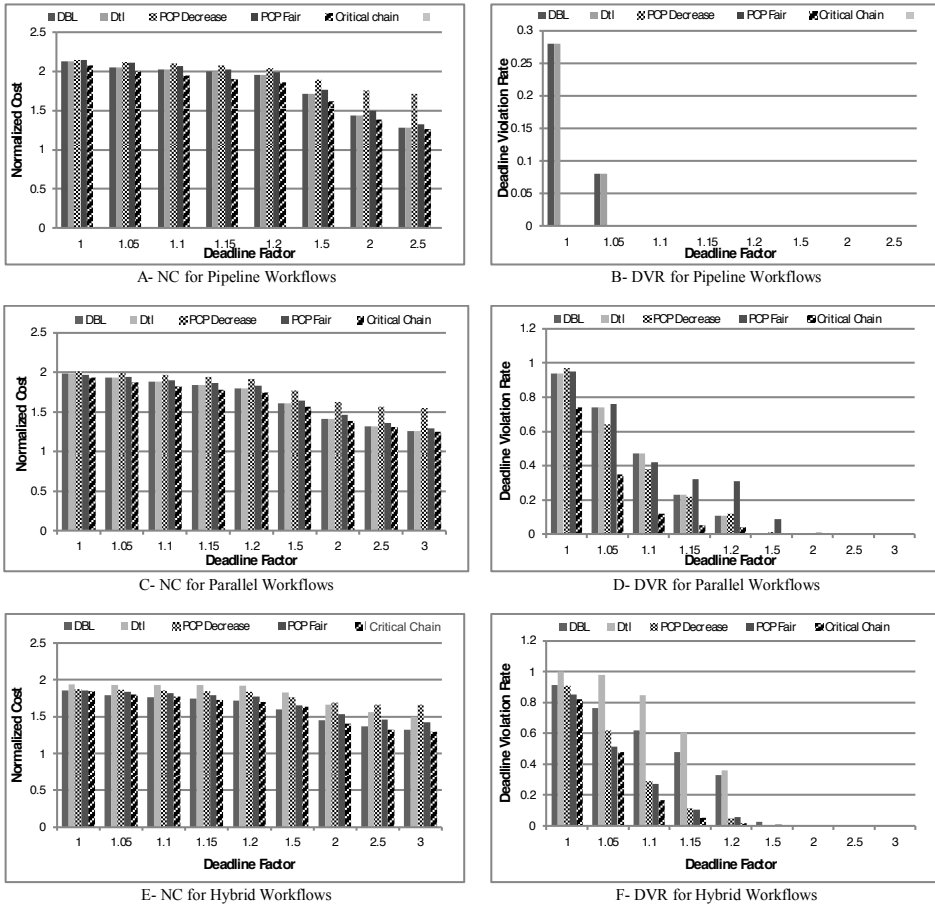 DBL Dtl PCP Decrease PCP Fair Critical chain
Normalized Cost
2.5
2
1.5
1
0.5
0
1 1.05 1.1 1.15 1.2 1.5 2 2.5
Deadline Factor
A- NC for Pipeline Workflows
DBL Dtl PCP Decrease PCP Fair Critical chain
Deadline Violation Rate
0.3
0.25
0.2
0.15
0.1
0.05
0
1 1.05 1.1 1.15 1.2 1.5 2 2.5
Deadline Factor
B- DVR for Pipeline Workflows
DBL Dtl PCP Decrease PCP Fair Critical Chain
Normalized Cost
2.5
2
1.5
1
0.5
0
1 1.05 1.1 1.15 1.2 1.5 2 2.5 3
Deadline Factor
C- NC for Parallel Workflows
DBL Dtl PCP Decrease PCP Fair Critical Chain
Deadline Violation Rate
1.2
1
0.8
0.6
0.4
0.2
0
1 1.05 1.1 1.15 1.2 1.5 2 2.5 3
Deadline Factor
D- DVR for Parallel Workflows
DBL Dtl PCP Decrease PCP Fair Critical Chain
Normalized Cost
2.5
2
1.5
1
0.5
0
1 1.05 1.1 1.15 1.2 1.5 2 2.5 3
Deadline Factor
E- NC for Hybrid Workflows
DBL Dtl PCP Decrease PCP Fair Critical Chain
Deadline Violation Rate
1.2
1
0.8
0.6
0.4
0.2
0
1 1.05 1.1 1.15 1.2 1.5 2 2.5 3
Deadline Factor
F- DVR for Hybrid Workflows